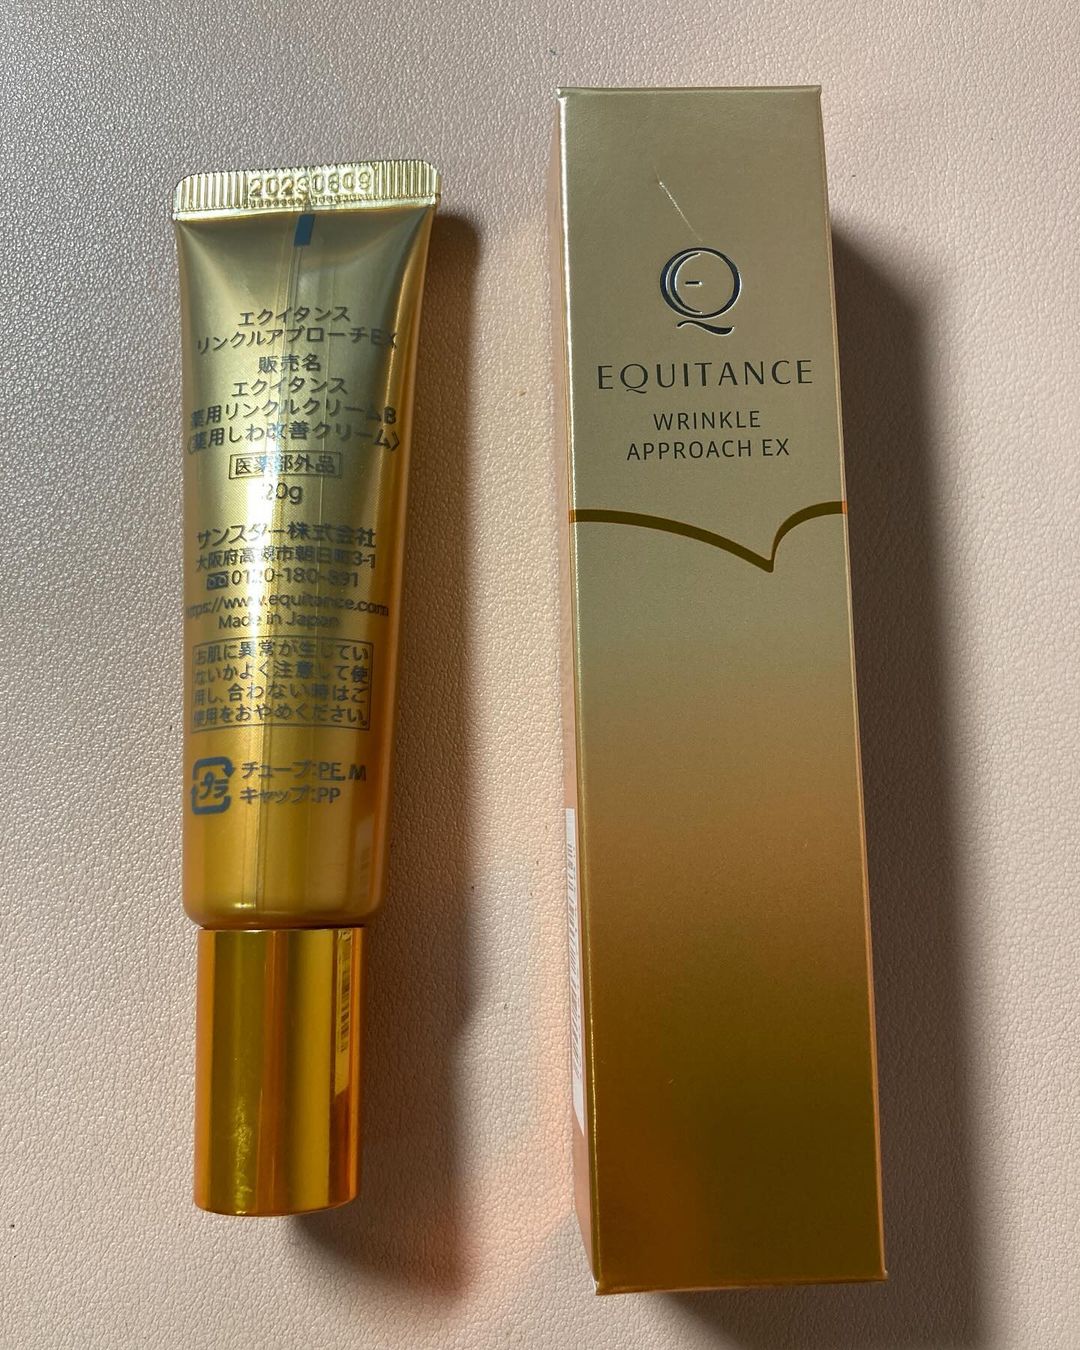 エクイタンス
リンクルアプローチEX
販売名
エクイタンス
薬用リンクルクリームB
〈薬用しわ改善クリーム〉
医薬部外品
20g
サンスター株式会社
大阪府高槻市朝日町3-1
0120-180-391
https://www.equitance.com
Made in Japan
お肌に異常が生じてい
ないかよく注意して使
用し、合わない時はご
使用をおやめください。
プラ
チューブ:PE,M
キャップ:PP
EQUITANCE
WRINKLE
APPROACH EX